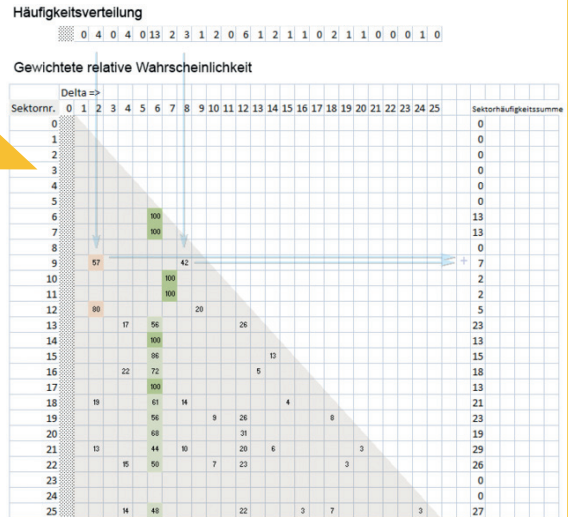 Häufigkeitsverteilung
0 4 0 4 0 13 2 3 1 2 0 6 1 2 1 1 0 2 1 1 0 0 1 0
Gewichtete relative Wahrscheinlichkeit
Delta =>
Sektornr. 0 1 2 3 4 5 6 7 8 9 10 11 12 13 14 15 16 17 18 19 20 21 22 23 24 25 Sektorhäufigkeitssumme
0 0
1 0
2 0
3 0
4 0
5 0
6 100 13
7 100 13
8 0
9 57 42 + 7
10 100 2
11 100 2
12 80 20 5
13 17 56 26 23
14 100 13
15 86 13 15
16 22 72 5 18
17 100 13
18 19 61 14 4 21
19 56 9 26 8 23
20 68 31 19
21 13 44 10 20 6 3 29
22 15 50 7 23 3 26
23 0
24 0
25 14 48 22 3 7 3 27